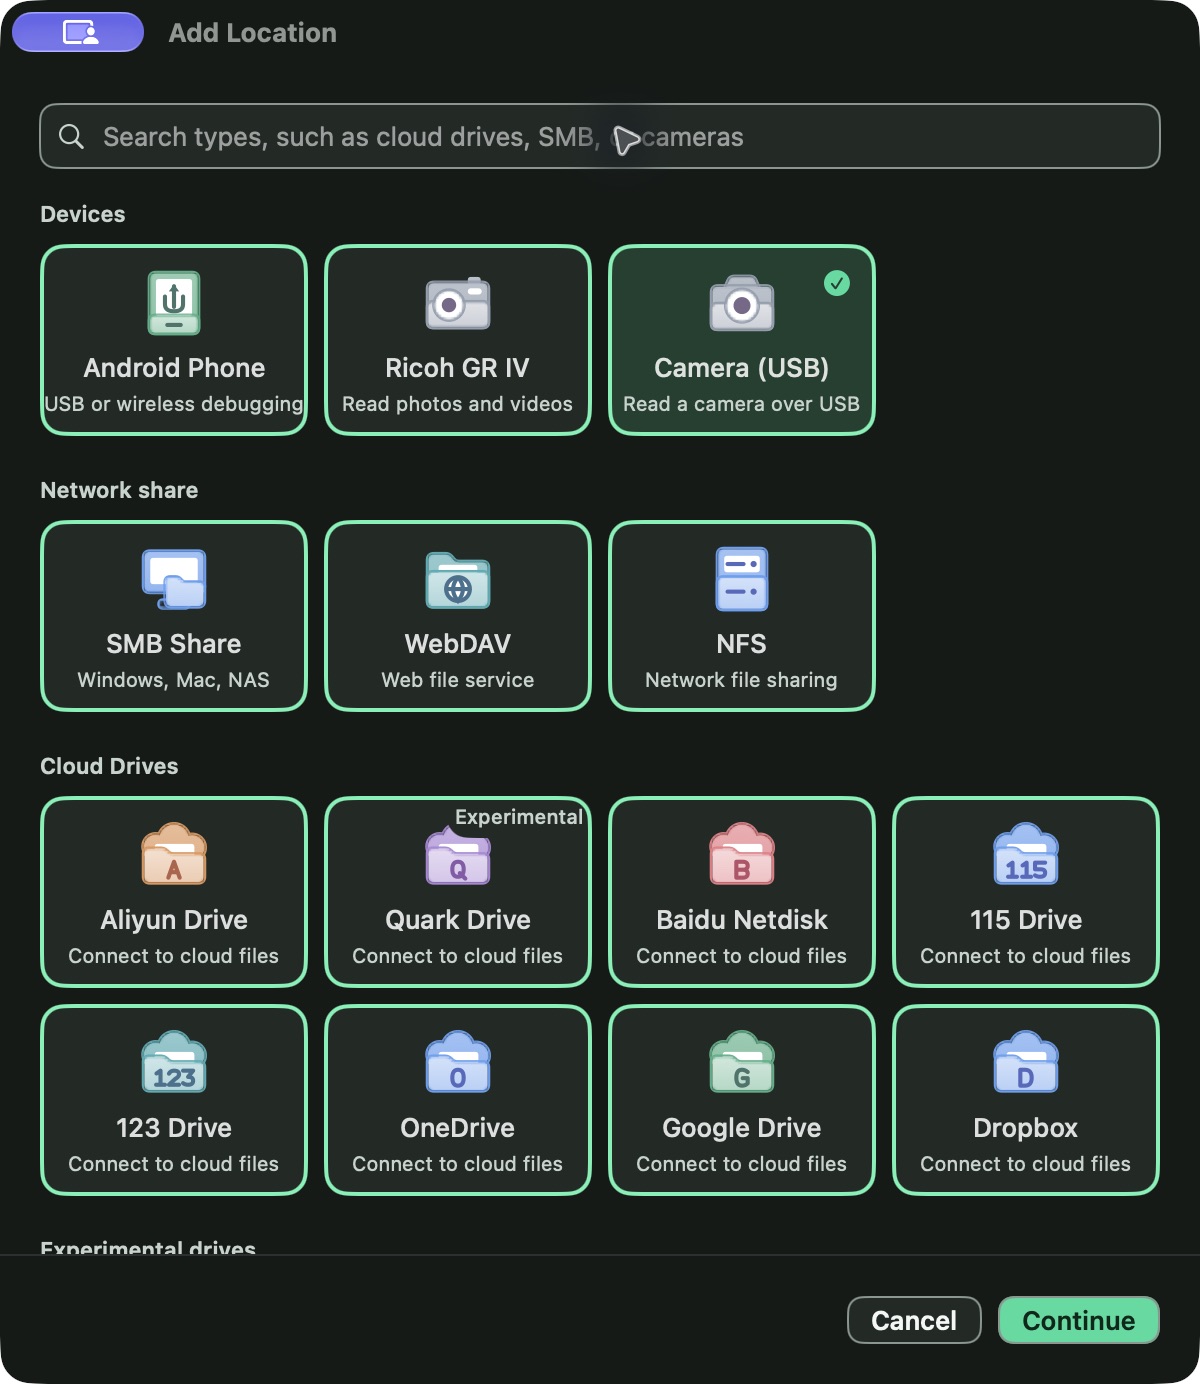 Add Location
Search types, such as cloud drives, SMB, cameras
Devices
Android Phone
USB or wireless debugging
Ricoh GR IV
Read photos and videos
Camera (USB)
Read a camera over USB
Network share
SMB Share
Windows, Mac, NAS
WebDAV
Web file service
NFS
Network file sharing
Cloud Drives
A
Aliyun Drive
Connect to cloud files
Experimental
Q
Quark Drive
Connect to cloud files
B
Baidu Netdisk
Connect to cloud files
115
115 Drive
Connect to cloud files
123
123 Drive
Connect to cloud files
O
OneDrive
Connect to cloud files
G
Google Drive
Connect to cloud files
D
Dropbox
Connect to cloud files
Experimental drives
Cancel
Continue